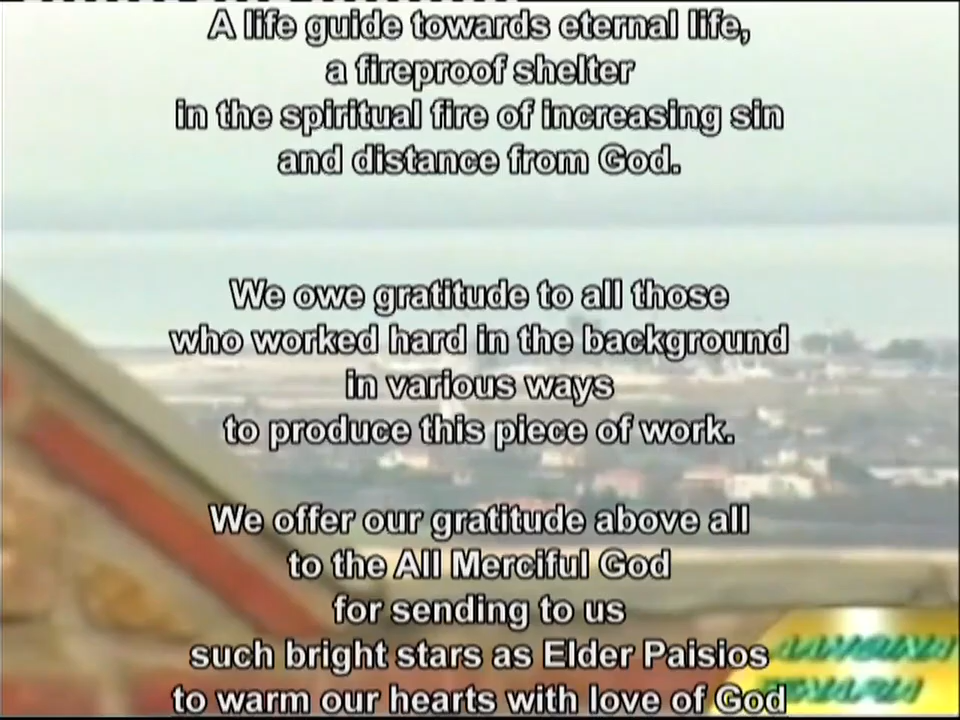 A life guide towards eternal life,
a fireproof shelter
in the spiritual fire of increasing sin
and distance from God.
We owe gratitude to all those
who worked hard in the background
in various ways
to produce this piece of work.
We offer our gratitude above all
to the All Merciful God
for sending to us
such bright stars as Elder Paisios
to warm our hearts with love of God